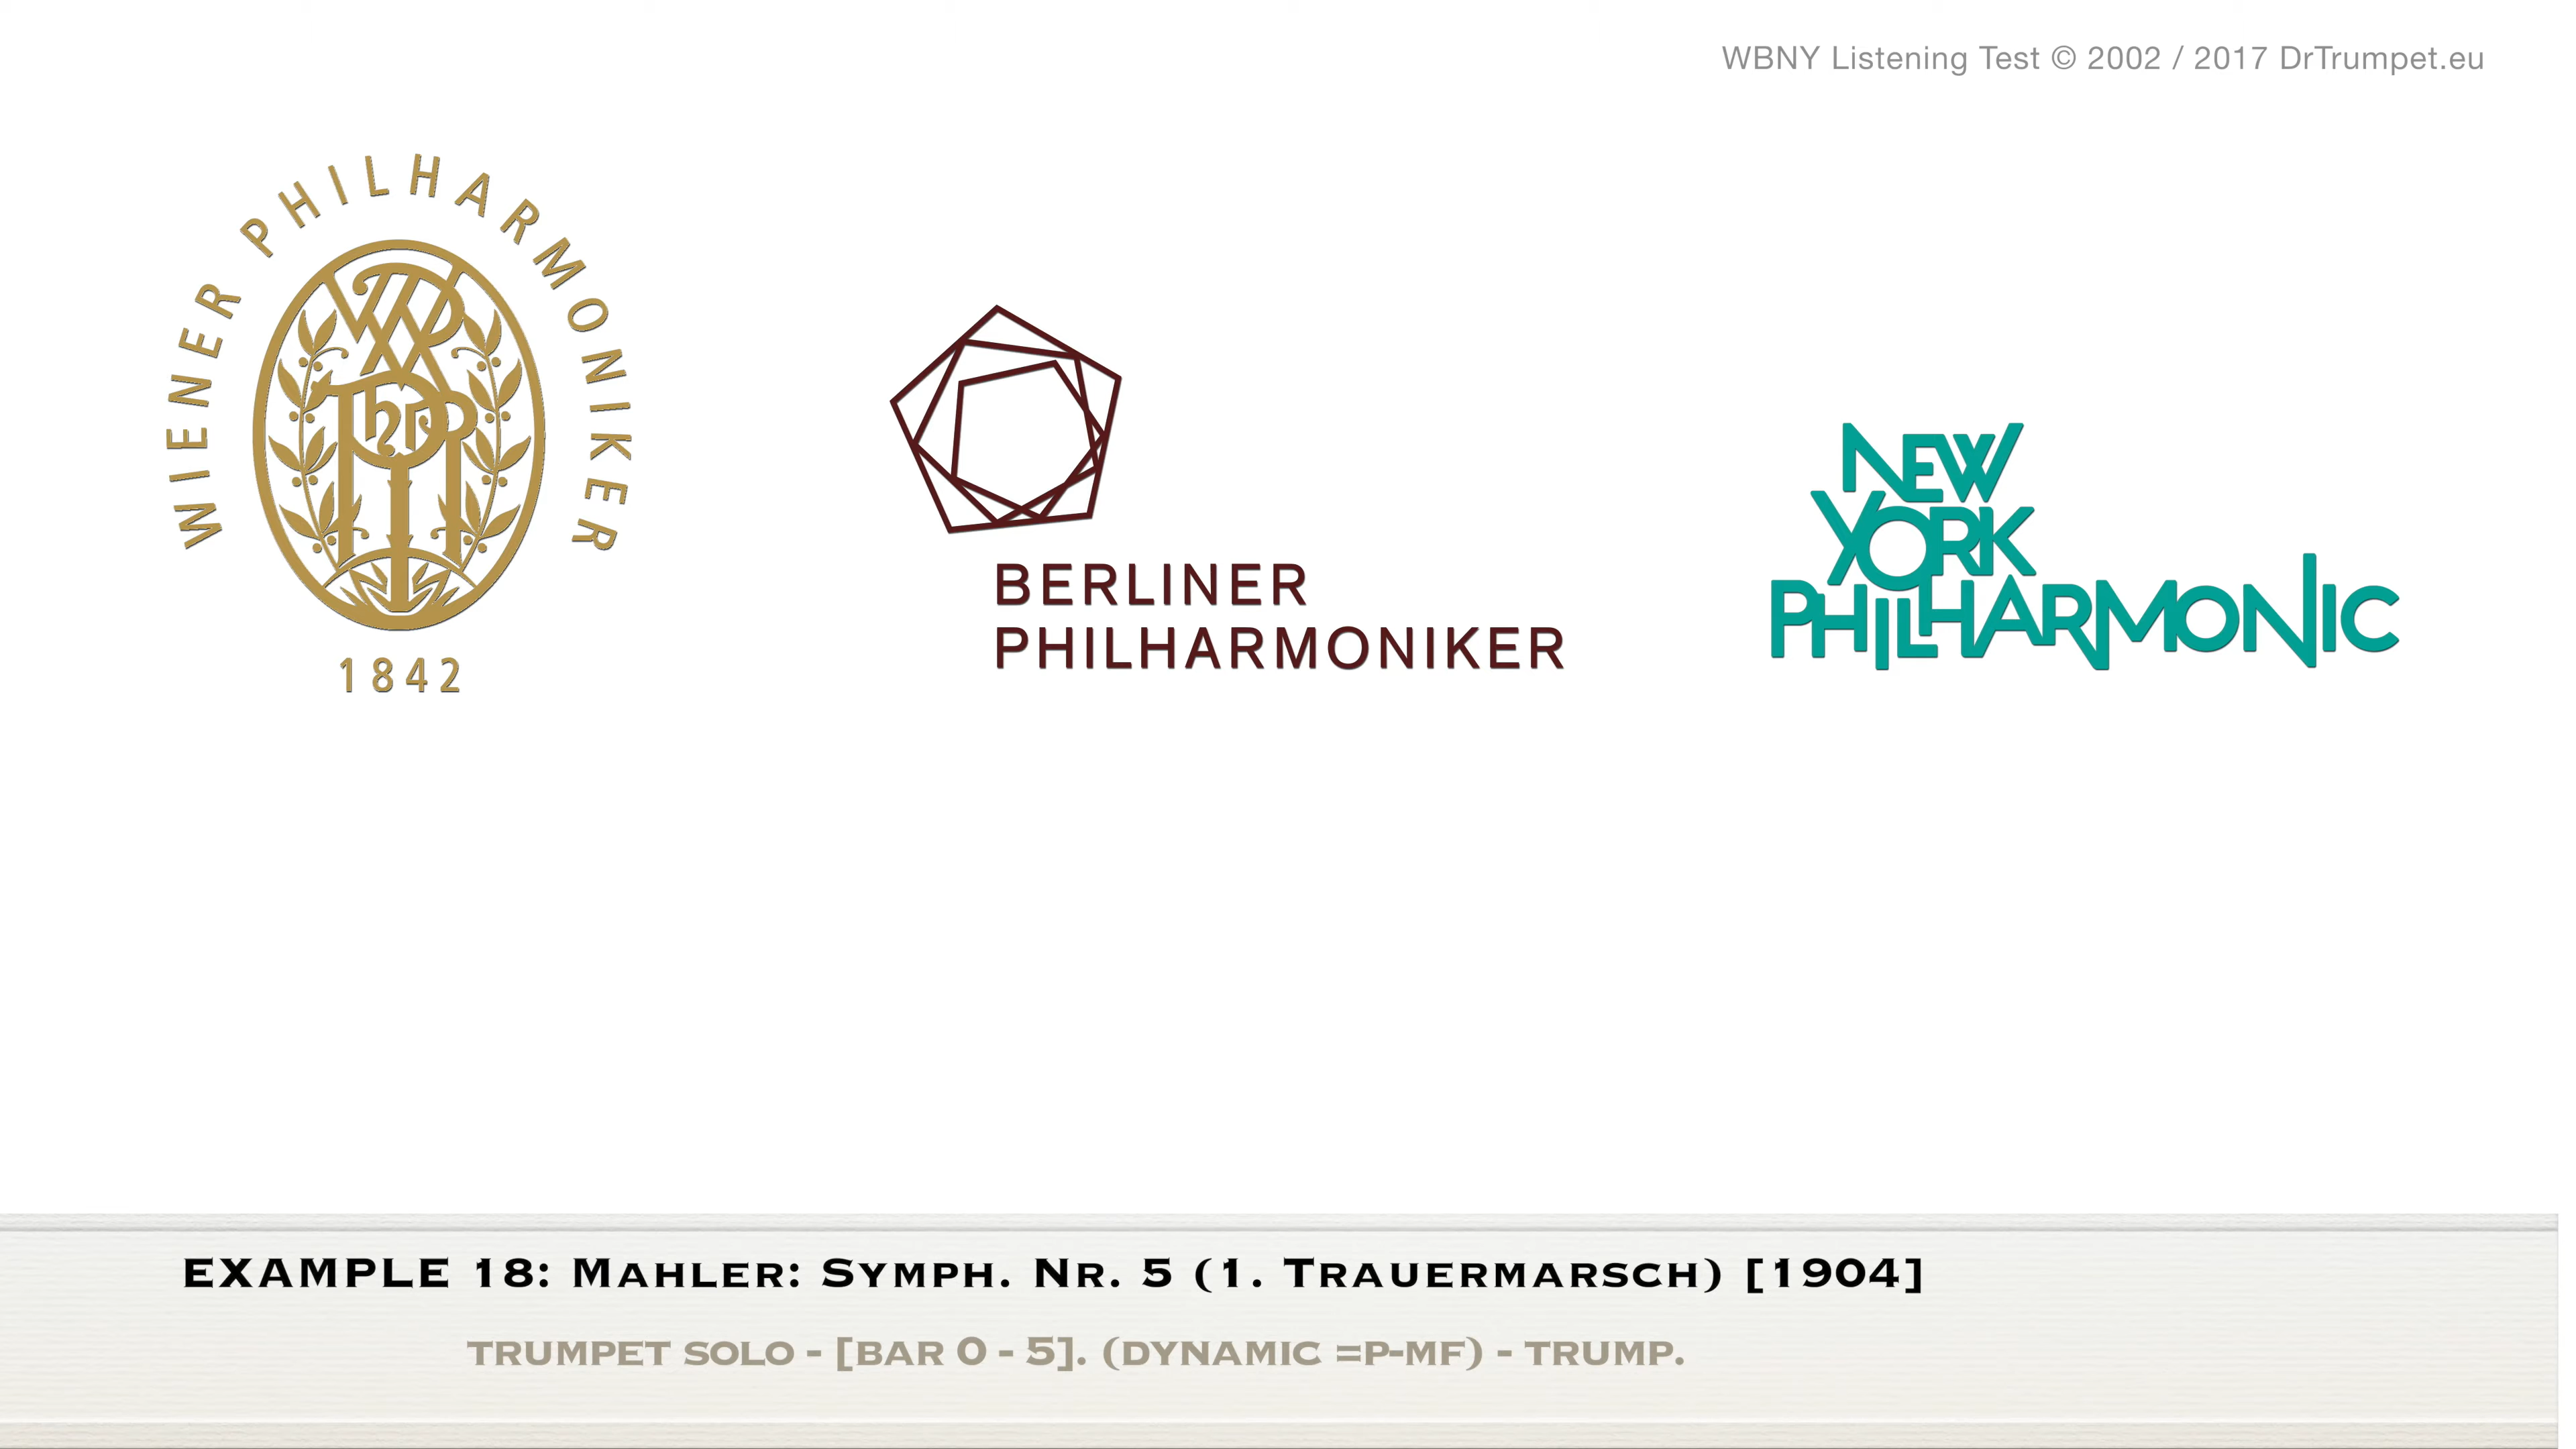 WBNY Listening Test © 2002 / 2017 DrTrumpet.eu
WIENER PHILHARMONIKER
1842
BERLINER
PHILHARMONIKER
NEW
YORK
PHILHARMONIC
EXAMPLE 18: MAHLER: SYMPH. NR. 5 (1. TRAUERMARSCH) [1904]
TRUMPET SOLO - [BAR 0 - 5]. (DYNAMIC =P-MF) - TRUMP.